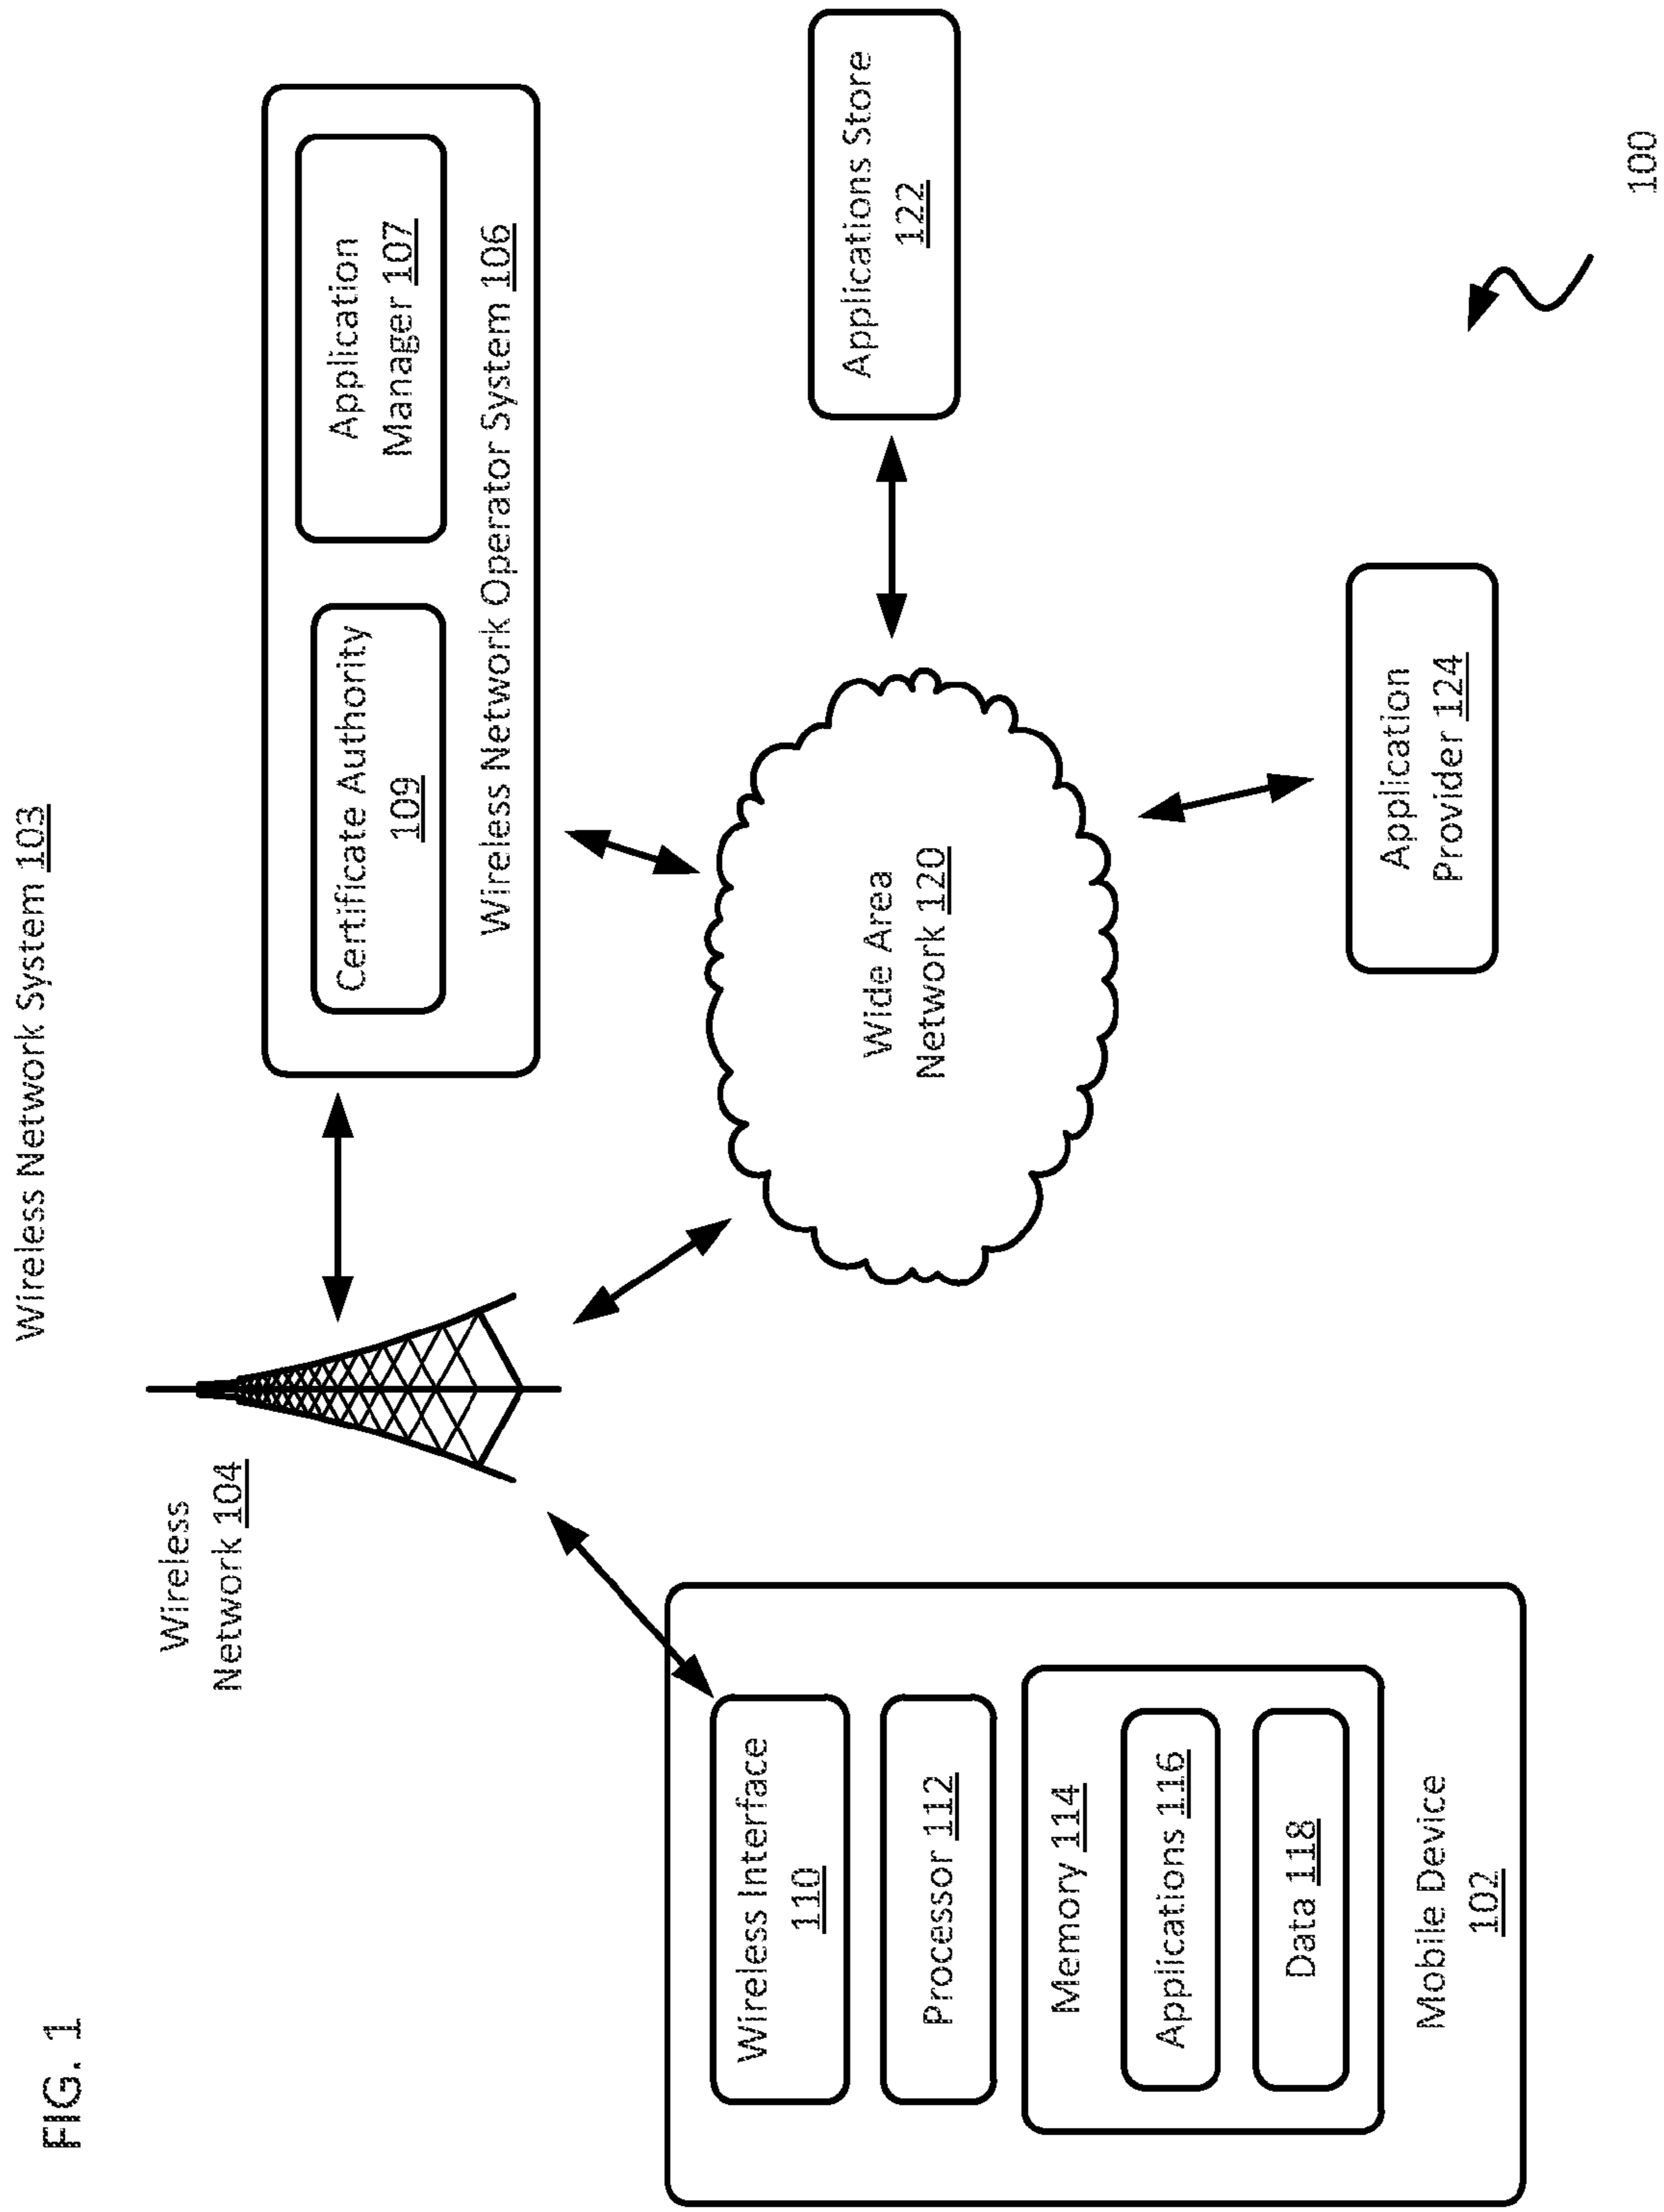 FIG. 1
Wireless Network System 103
Wireless
Network 104
Certificate Authority
109
Application
Manager 107
Wireless Network Operator System 106
Wireless Interface
110
Processor 112
Memory 114
Applications 116
Data 118
Mobile Device
102
Wide Area
Network 120
Applications Store
122
Application
Provider 124
100